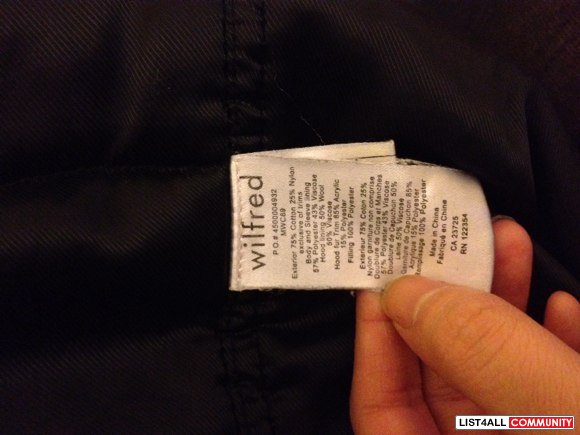 wilfred
P.O.# 4500004932
MWC69
Exterior 75% Cotton 25% Nylon
exclusive of trims
Body and Sleeve lining
57% Polyester 43% Viscose
Hood lining 50% Wool
50% Viscose
Hood fur Trim 85% Acrylic
15% Polyester
Filling 100% Polyester
Exterieur 75% Coton 25%
Nylon garniture non comprise
Doublure de Corps et Manches
57% Polyester 43% Viscose
Doublure de Capuchon 50%
Laine 50% Viscose
Garniture de Capuchon 85%
Acrylique 15% Polyester
Remplissage 100% Polyester
Made in China
Fabriqué en Chine
CA 23725
RN 122354
LIST4ALL COMMUNITY